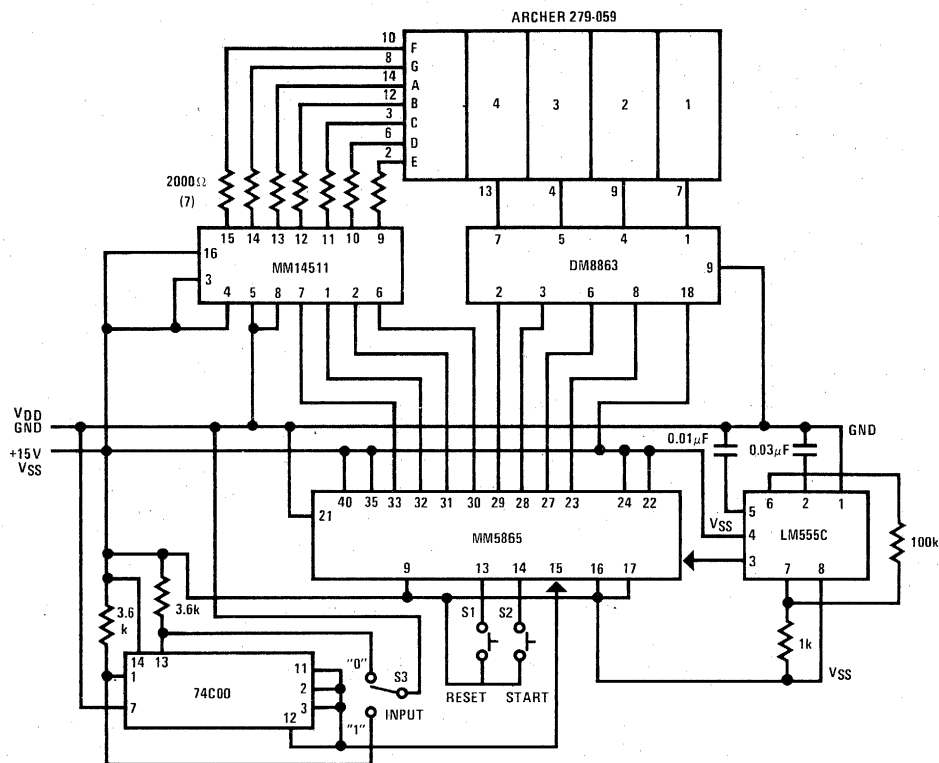 ARCHER 279-059
10 F
8 G
14 A
12 B
3 C
6 D
2 E
4 3 2 1
13 4 9 7
2000Ω
(7)
15 14 13 12 11 10 9
16
MM14511
3
4 5 8 7 1 2 6
7 5 4 1
DM8863
9
2 3 6 8 18
VDD
GND
+15V
VSS
GND
0.01µF
0.03µF
40 35 33 32 31 30 29 28 27 23 24 22
21
MM5865
9 13 14 15 16 17
6 2 1
5
VSS
4
LM555C
3
7 8
100k
1k
VSS
3.6
k
3.6k
S1 S2
RESET START
14 13
1
11
2
7
3
74C00
12
"0"
S3
INPUT
"1"